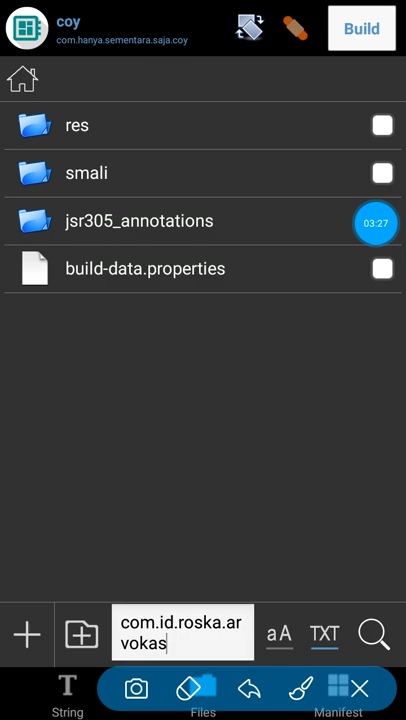 coy
com.hanya.sementara.saja.coy
Build
res
smali
jsr305_annotations
03:27
build-data.properties
com.id.roska.ar
vokas
aA
TXT
T
String
Files
Manifest